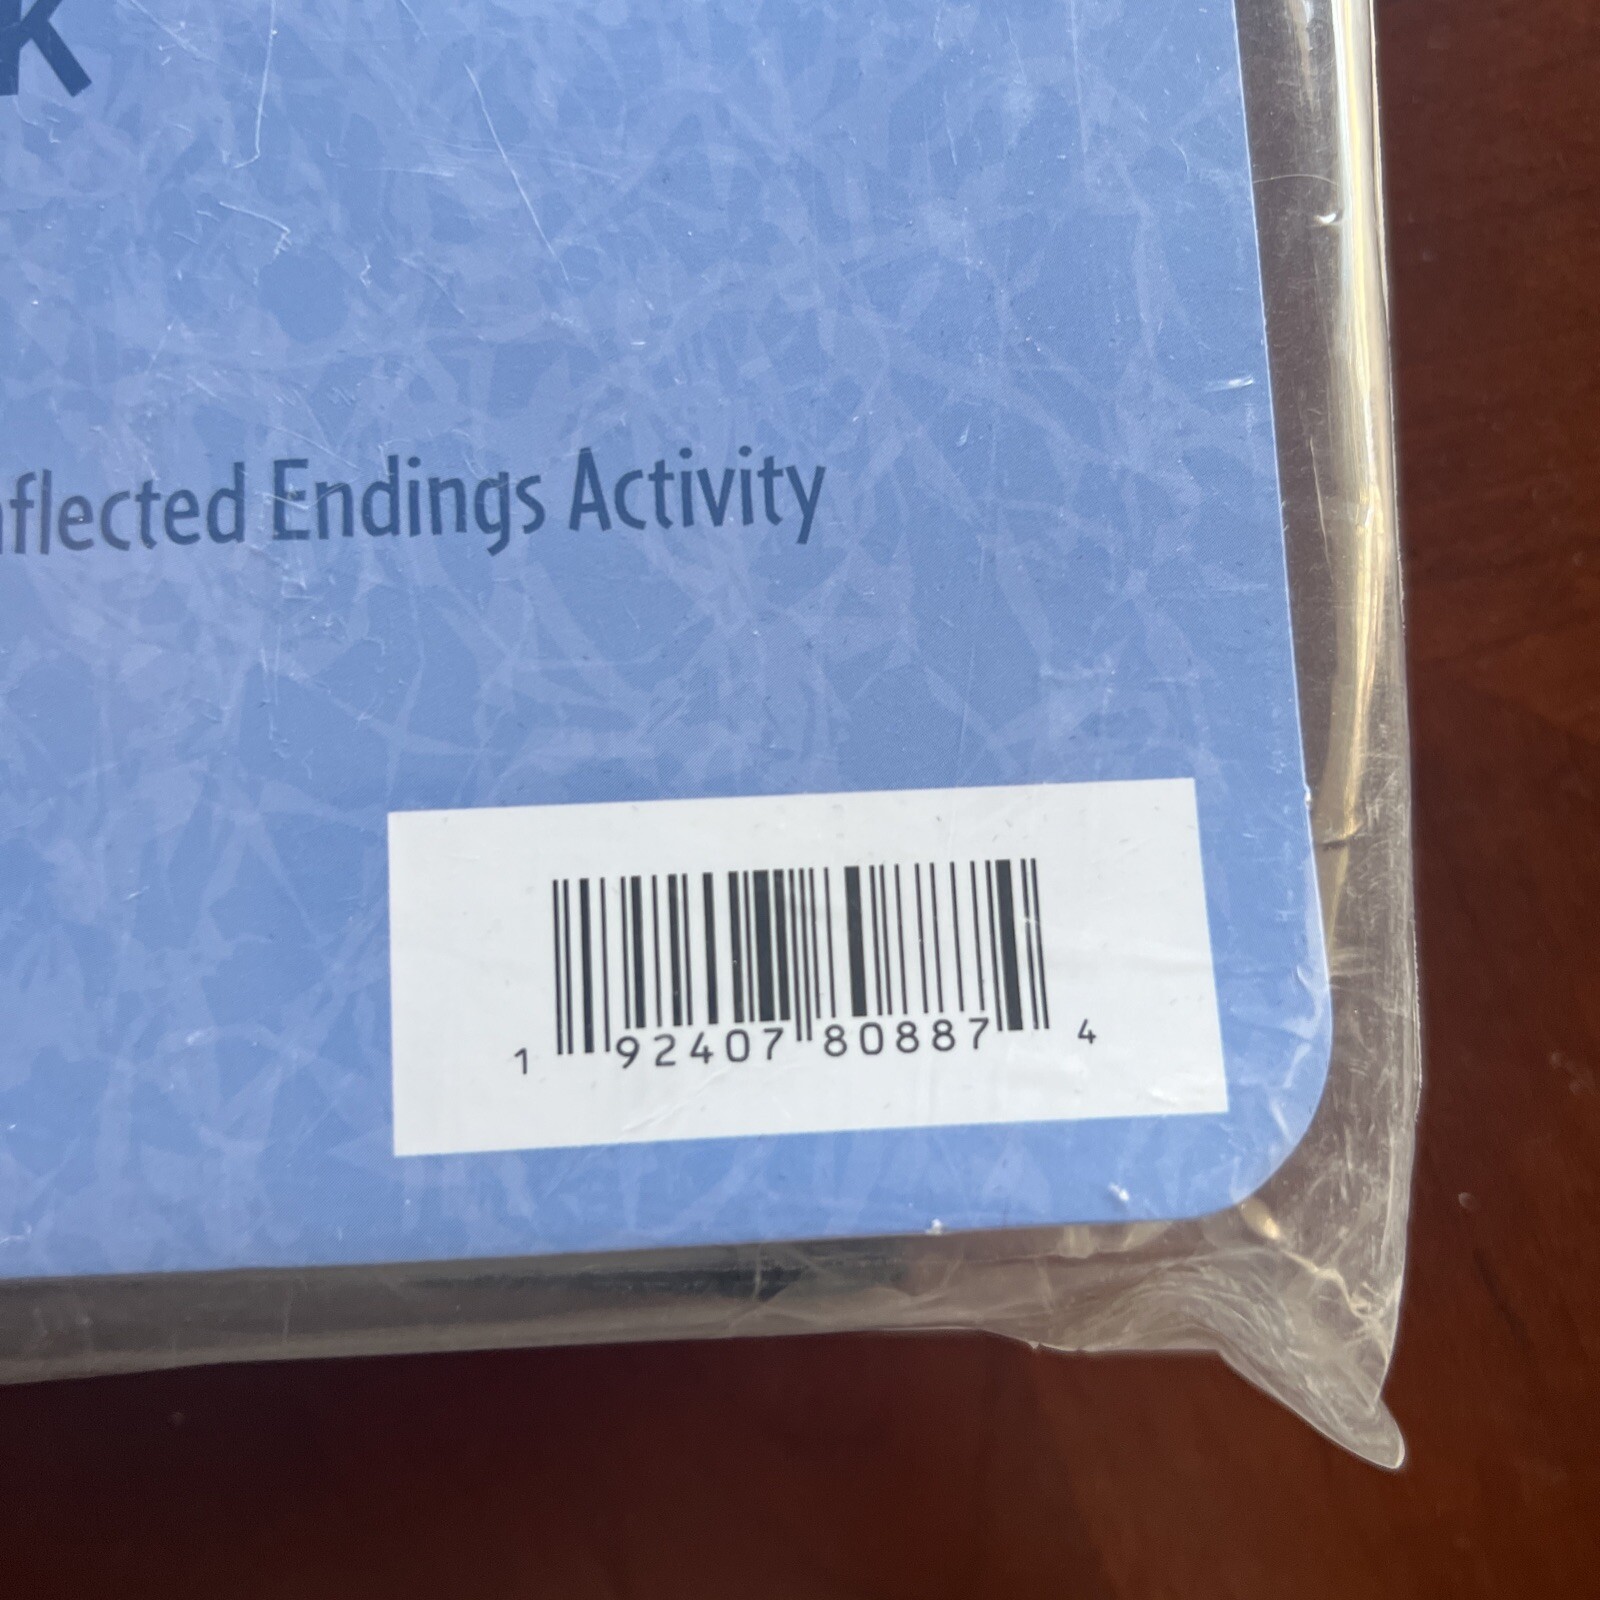 k
nflected Endings Activity
1 92407 80887 4